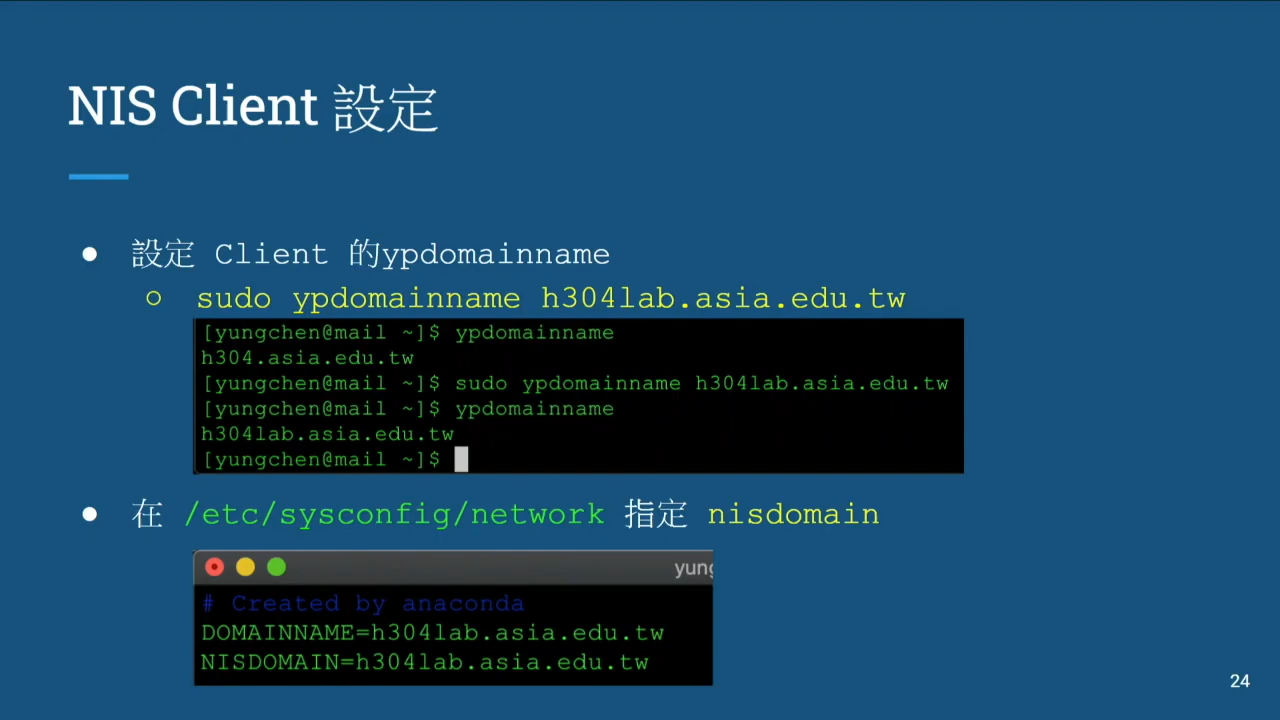 NIS Client 設定
● 設定 Client 的ypdomainname
○ sudo ypdomainname h304lab.asia.edu.tw
[yungchen@mail ~]$ ypdomainname
h304.asia.edu.tw
[yungchen@mail ~]$ sudo ypdomainname h304lab.asia.edu.tw
[yungchen@mail ~]$ ypdomainname
h304lab.asia.edu.tw
[yungchen@mail ~]$
● 在 /etc/sysconfig/network 指定 nisdomain
yung
# Created by anaconda
DOMAINNAME=h304lab.asia.edu.tw
NISDOMAIN=h304lab.asia.edu.tw
24